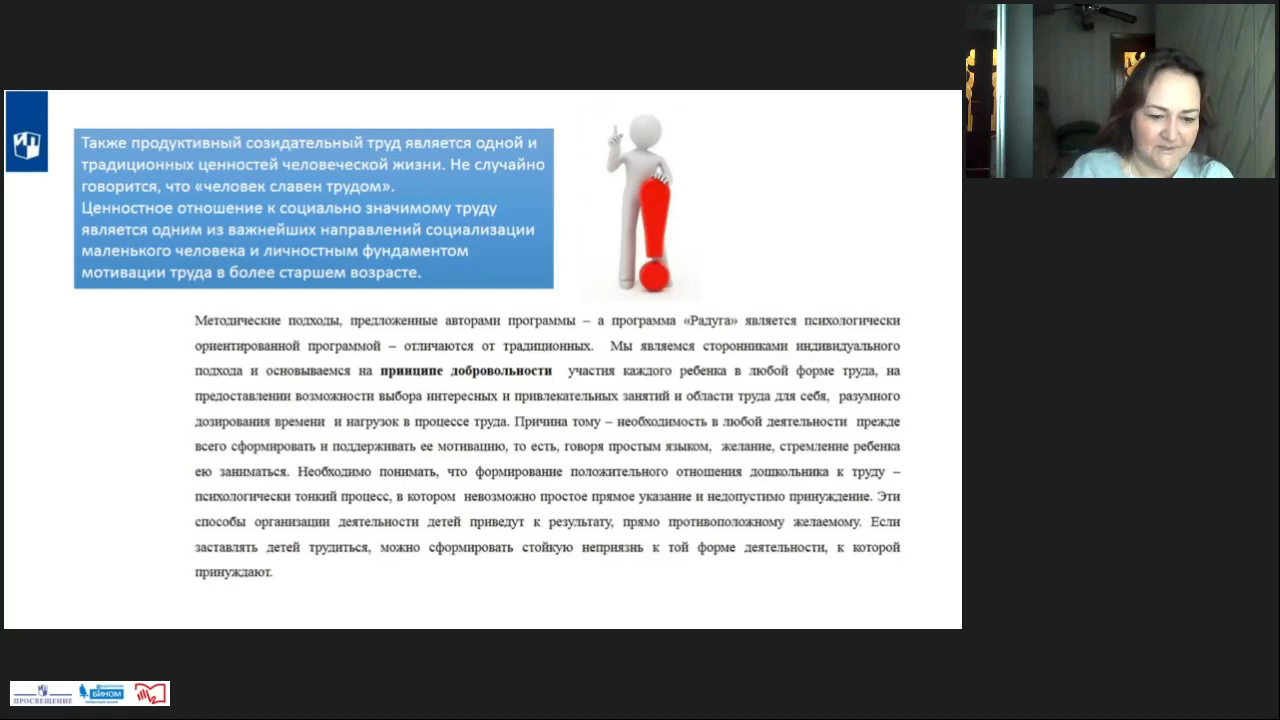 ИП
Также продуктивный созидательный труд является одной и
традиционных ценностей человеческой жизни. Не случайно
говорится, что «человек славен трудом».
Ценностное отношение к социально значимому труду
является одним из важнейших направлений социализации
маленького человека и личностным фундаментом
мотивации труда в более старшем возрасте.
Методические подходы, предложенные авторами программы – а программа «Радуга» является психологически
ориентированной программой – отличаются от традиционных. Мы являемся сторонниками индивидуального
подхода и основываемся на принципе добровольности участия каждого ребенка в любой форме труда, на
предоставлении возможности выбора интересных и привлекательных занятий и области труда для себя, разумного
дозирования времени и нагрузок в процессе труда. Причина тому – необходимость в любой деятельности прежде
всего сформировать и поддерживать ее мотивацию, то есть, говоря простым языком, желание, стремление ребенка
ею заниматься. Необходимо понимать, что формирование положительного отношения дошкольника к труду –
психологически тонкий процесс, в котором невозможно простое прямое указание и недопустимо принуждение. Эти
способы организации деятельности детей приведут к результату, прямо противоположному желаемому. Если
заставлять детей трудиться, можно сформировать стойкую неприязнь к той форме деятельности, к которой
принуждают.
ПРОСВЕЩЕНИЕ
БИНОМ